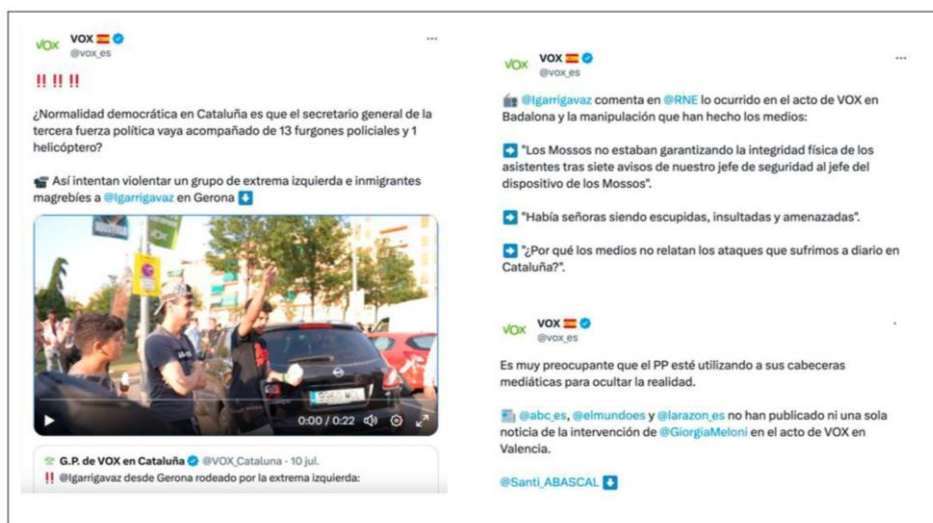 VOX
VOX
@vox_es
‼️ ‼️ ‼️
¿Normalidad democrática en Cataluña es que el secretario general de la
tercera fuerza política vaya acompañado de 13 furgones policiales y 1
helicóptero?
Así intentan violentar un grupo de extrema izquierda e inmigrantes
magrebíes a @Igarrigavaz en Gerona
VOX
0:00 / 0:22
G.P. de VOX en Cataluña @VOX_Cataluna · 10 jul.
‼️ @Igarrigavaz desde Gerona rodeado por la extrema izquierda:
VOX
VOX
@vox_es
@Igarrigavaz comenta en @RNE lo ocurrido en el acto de VOX en
Badalona y la manipulación que han hecho los medios:
"Los Mossos no estaban garantizando la integridad física de los
asistentes tras siete avisos de nuestro jefe de seguridad al jefe del
dispositivo de los Mossos".
"Había señoras siendo escupidas, insultadas y amenazadas".
"¿Por qué los medios no relatan los ataques que sufrimos a diario en
Cataluña?".
VOX
VOX
@vox_es
Es muy preocupante que el PP esté utilizando a sus cabeceras
mediáticas para ocultar la realidad.
@abc_es, @elmundoes y @larazon_es no han publicado ni una sola
noticia de la intervención de @GiorgiaMeloni en el acto de VOX en
Valencia.
@Santi_ABASCAL